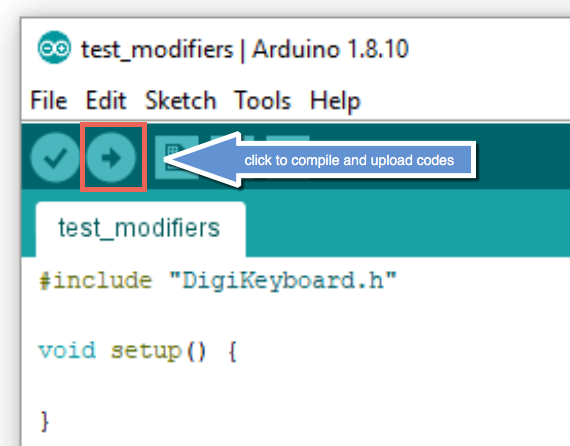 test_modifiers | Arduino 1.8.10
File Edit Sketch Tools Help
click to compile and upload codes
test_modifiers
#include "DigiKeyboard.h"
void setup() {
}